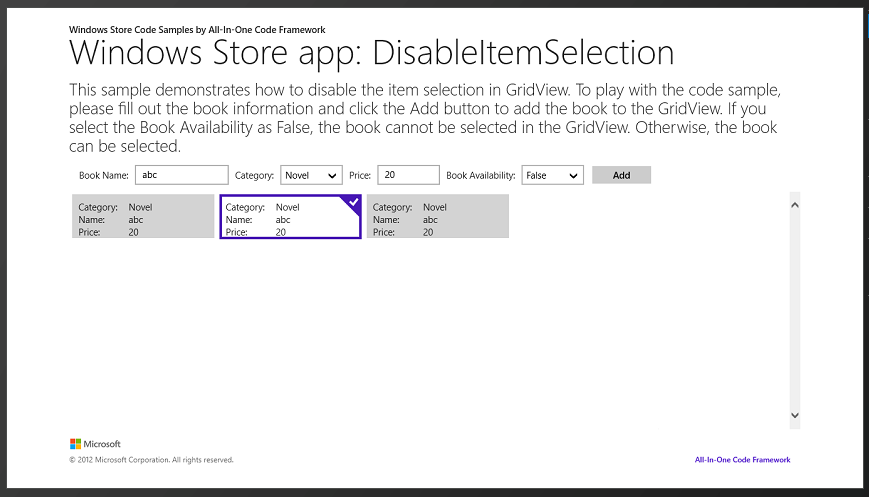 Windows Store Code Samples by All-In-One Code Framework
Windows Store app: DisableItemSelection
This sample demonstrates how to disable the item selection in GridView. To play with the code sample,
please fill out the book information and click the Add button to add the book to the GridView. If you
select the Book Availability as False, the book cannot be selected in the GridView. Otherwise, the book
can be selected.
Book Name: abc Category: Novel Price: 20 Book Availability: False Add
Category: Novel Category: Novel Category: Novel
Name: abc Name: abc Name: abc
Price: 20 Price: 20 Price: 20
Microsoft
© 2012 Microsoft Corporation. All rights reserved. All-In-One Code Framework